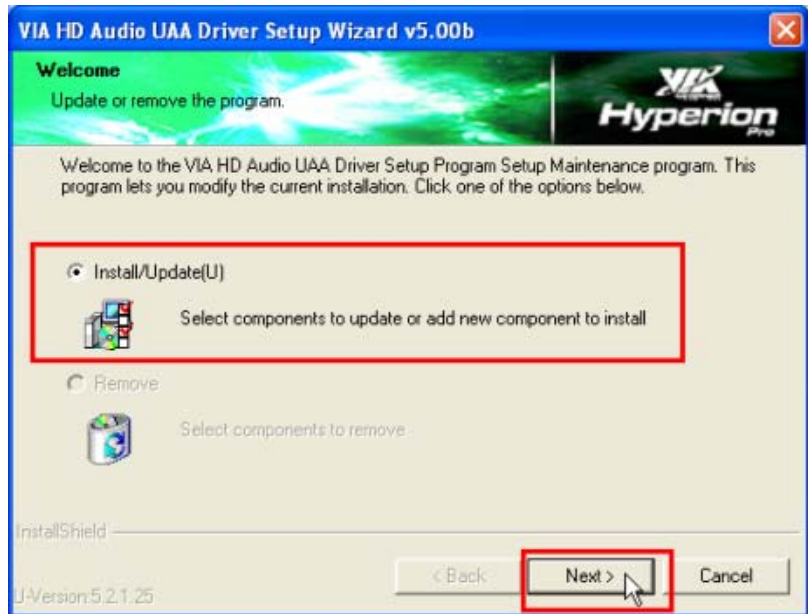 VIA HD Audio UAA Driver Setup Wizard v5.00b
Welcome
Update or remove the program.
VIA
Hyperion
Pro
Welcome to the VIA HD Audio UAA Driver Setup Program Setup Maintenance program. This
program lets you modify the current installation. Click one of the options below.
Install/Update(U)
Select components to update or add new component to install
Remove
Select components to remove
InstallShield
< Back
Next >
Cancel
U-Version:5.2.1.25